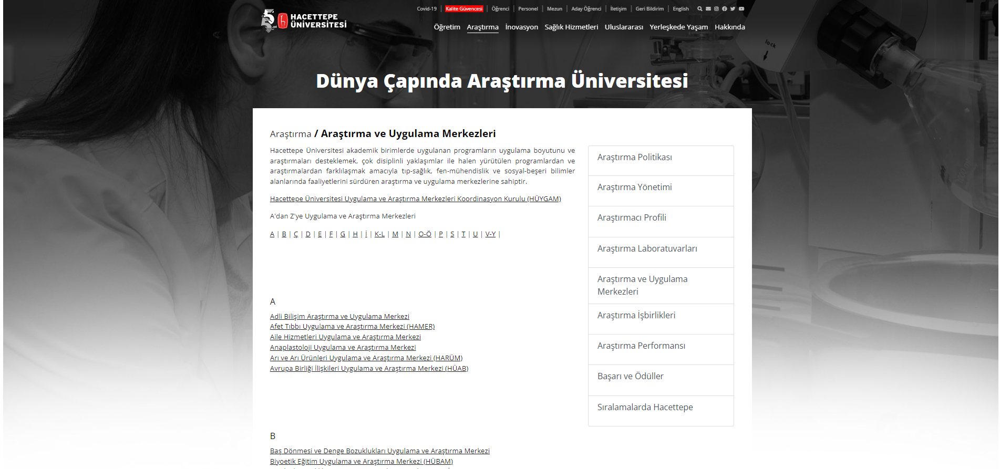 Covid-19 | Kalite Güvencesi | Öğrenci | Personel | Mezun | Aday Öğrenci | İletişim | Geri Bildirim | English
5. yıl
HACETTEPE
ÜNİVERSİTESİ
Öğretim Araştırma İnovasyon Sağlık Hizmetleri Uluslararası Yerleşkede Yaşam Hakkında
lock
Dünya Çapında Araştırma Üniversitesi
Araştırma / Araştırma ve Uygulama Merkezleri
Hacettepe Üniversitesi akademik birimlerde uygulanan programların uygulama boyutunu ve
araştırmaları desteklemek, çok disiplinli yaklaşımlar ile halen yürütülen programlardan ve
araştırmalardan farklılaşmak amacıyla tıp-sağlık, fen-mühendislik ve sosyal-beşeri bilimler
alanlarında faaliyetlerini sürdüren araştırma ve uygulama merkezlerine sahiptir.
Hacettepe Üniversitesi Uygulama ve Araştırma Merkezleri Koordinasyon Kurulu (HÜYGAM)
A'dan Z'ye Uygulama ve Araştırma Merkezleri
A | B | Ç | D | E | F | G | H | İ | K-L | M | N | O-Ö | P | S | T | U | V-Y |
A
Adli Bilişim Araştırma ve Uygulama Merkezi
Afet Tıbbı Uygulama ve Araştırma Merkezi (HAMER)
Aile Hizmetleri Uygulama ve Araştırma Merkezi
Anaplastoloji Uygulama ve Araştırma Merkezi
Arı ve Arı Ürünleri Uygulama ve Araştırma Merkezi (HARÜM)
Avrupa Birliği İlişkileri Uygulama ve Araştırma Merkezi (HÜAB)
B
Baş Dönmesi ve Denge Bozuklukları Uygulama ve Araştırma Merkezi
Biyoetik Eğitim Uygulama ve Araştırma Merkezi (HÜBAM)
Araştırma Politikası
Araştırma Yönetimi
Araştırmacı Profili
Araştırma Laboratuvarları
Araştırma ve Uygulama
Merkezleri
Araştırma İşbirlikleri
Araştırma Performansı
Başarı ve Ödüller
Sıralamalarda Hacettepe